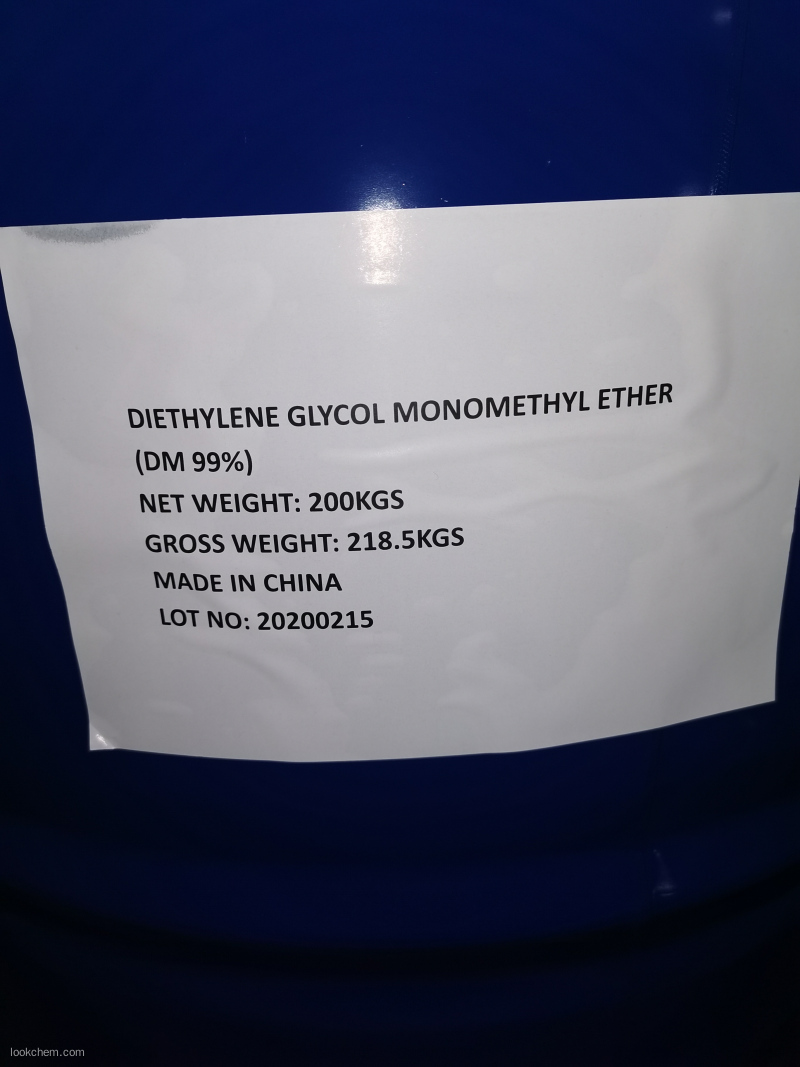 DIETHYLENE GLYCOL MONOMETHYL ETHER
(DM 99%)
NET WEIGHT: 200KGS
GROSS WEIGHT: 218.5KGS
MADE IN CHINA
LOT NO: 20200215
lookchem.com